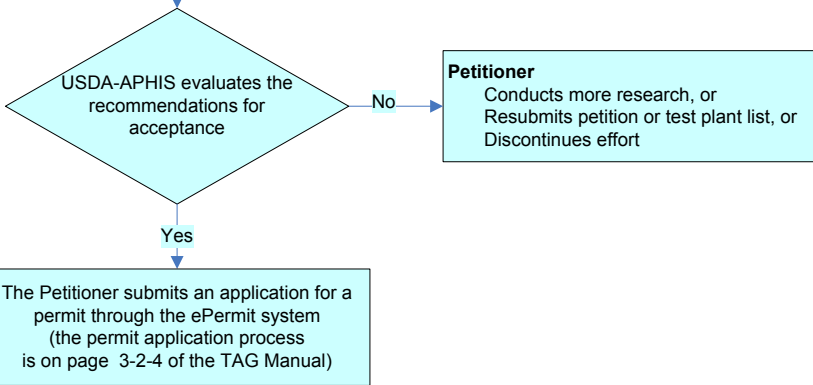 USDA-APHIS evaluates the
recommendations for
acceptance
No
Petitioner
Conducts more research, or
Resubmits petition or test plant list, or
Discontinues effort
Yes
The Petitioner submits an application for a
permit through the ePermit system
(the permit application process
is on page 3-2-4 of the TAG Manual)